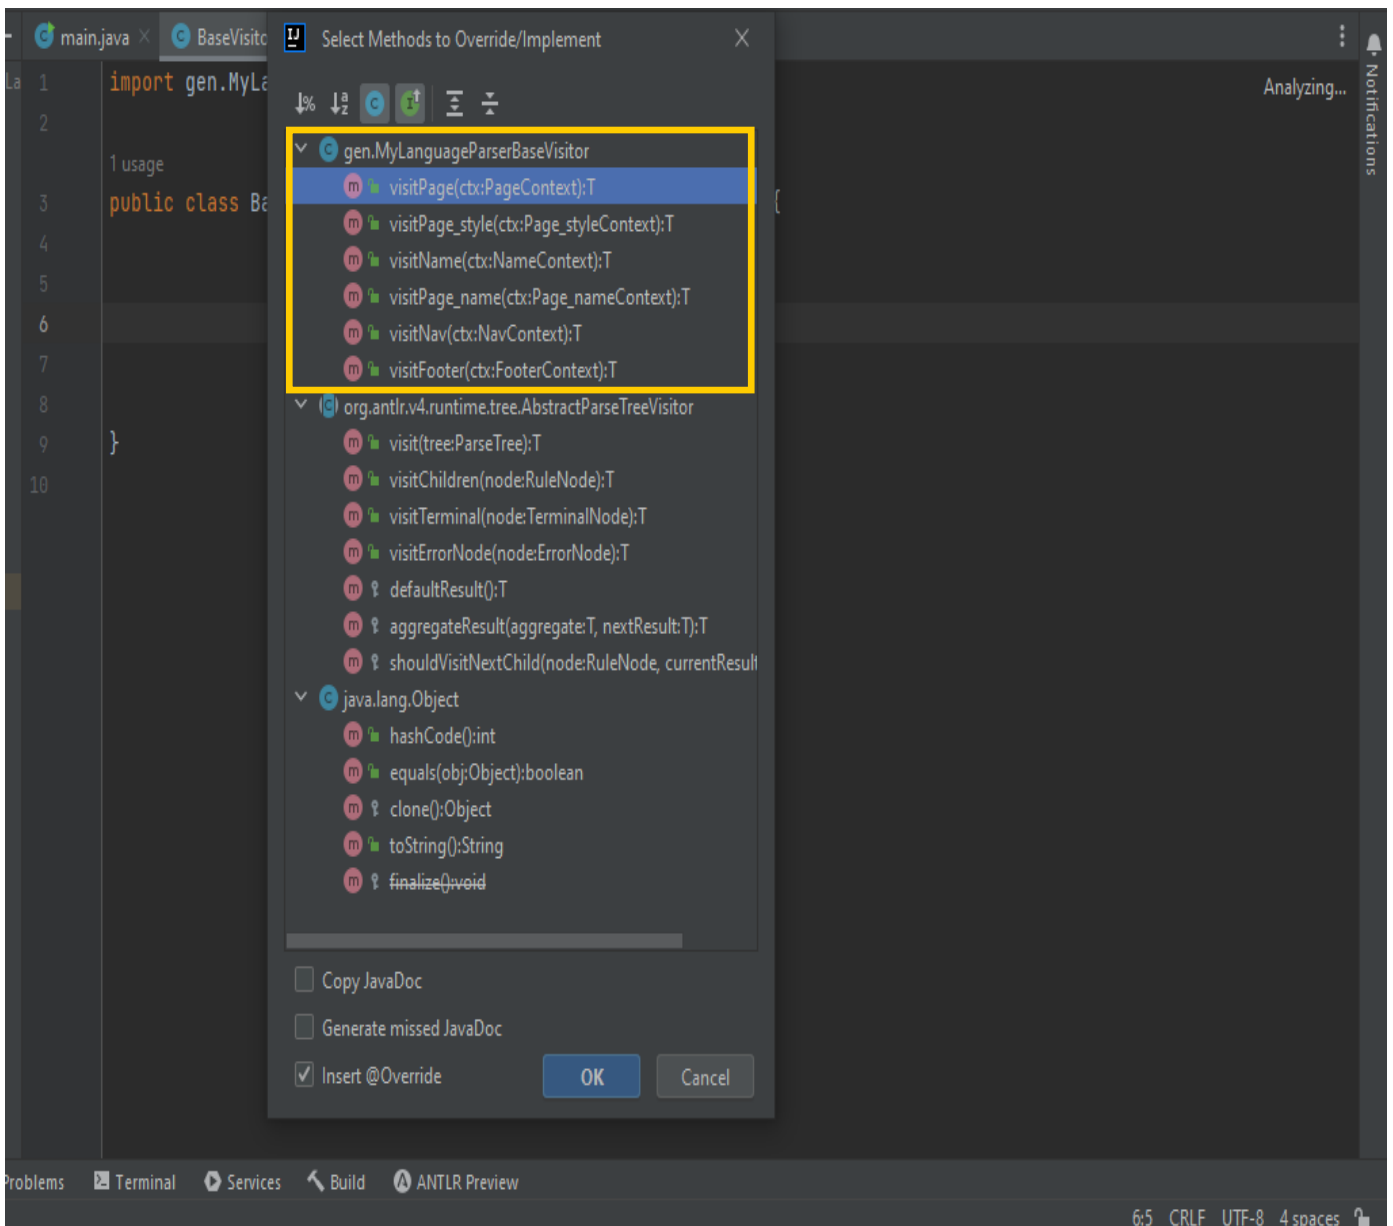 main.java
BaseVisito
Select Methods to Override/Implement
La
1
import gen.MyLa
Analyzing...
Notifications
2
1 usage
3
public class Ba
{
4
5
6
7
8
9
}
10
gen.MyLanguageParserBaseVisitor
visitPage(ctx:PageContext):T
visitPage_style(ctx:Page_styleContext):T
visitName(ctx:NameContext):T
visitPage_name(ctx:Page_nameContext):T
visitNav(ctx:NavContext):T
visitFooter(ctx:FooterContext):T
org.antlr.v4.runtime.tree.AbstractParseTreeVisitor
visit(tree:ParseTree):T
visitChildren(node:RuleNode):T
visitTerminal(node:TerminalNode):T
visitErrorNode(node:ErrorNode):T
defaultResult():T
aggregateResult(aggregate:T, nextResult:T):T
shouldVisitNextChild(node:RuleNode, currentResult
java.lang.Object
hashCode():int
equals(obj:Object):boolean
clone():Object
toString():String
finalize():void
Copy JavaDoc
Generate missed JavaDoc
Insert @Override
OK
Cancel
Problems
Terminal
Services
Build
ANTLR Preview
6:5 CRLF UTF-8 4 spaces